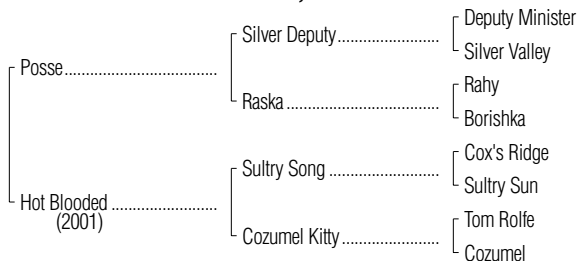 Deputy Minister
Silver Deputy........................
Silver Valley
Posse....................................
Rahy
Raska....................................
Borishka
Cox's Ridge
Sultry Song..........................
Sultry Sun
Hot Blooded.........................
(2001)
Tom Rolfe
Cozumel Kitty.......................
Cozumel